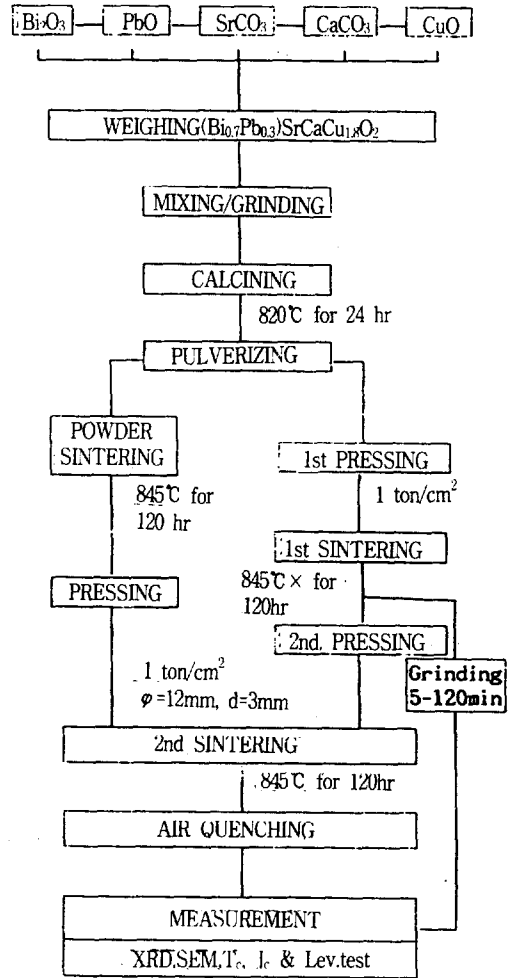 Bi₂O₃ PbO SrCO₃ CaCO₃ CuO
WEIGHING(Bi₀.₇Pb₀.₃)SrCaCu₁.₈O₂
MIXING/GRINDING
CALCINING
820℃ for 24 hr
PULVERIZING
POWDER
SINTERING
845℃ for
120 hr
PRESSING
1st PRESSING
1 ton/cm²
1st SINTERING
845℃× for
120hr
2nd. PRESSING
Grinding
5-120min
1 ton/cm²
φ=12mm, d=3mm
2nd SINTERING
845℃ for 120hr
AIR QUENCHING
MEASUREMENT
XRD,SEM,Tc, Jc & Lev.test